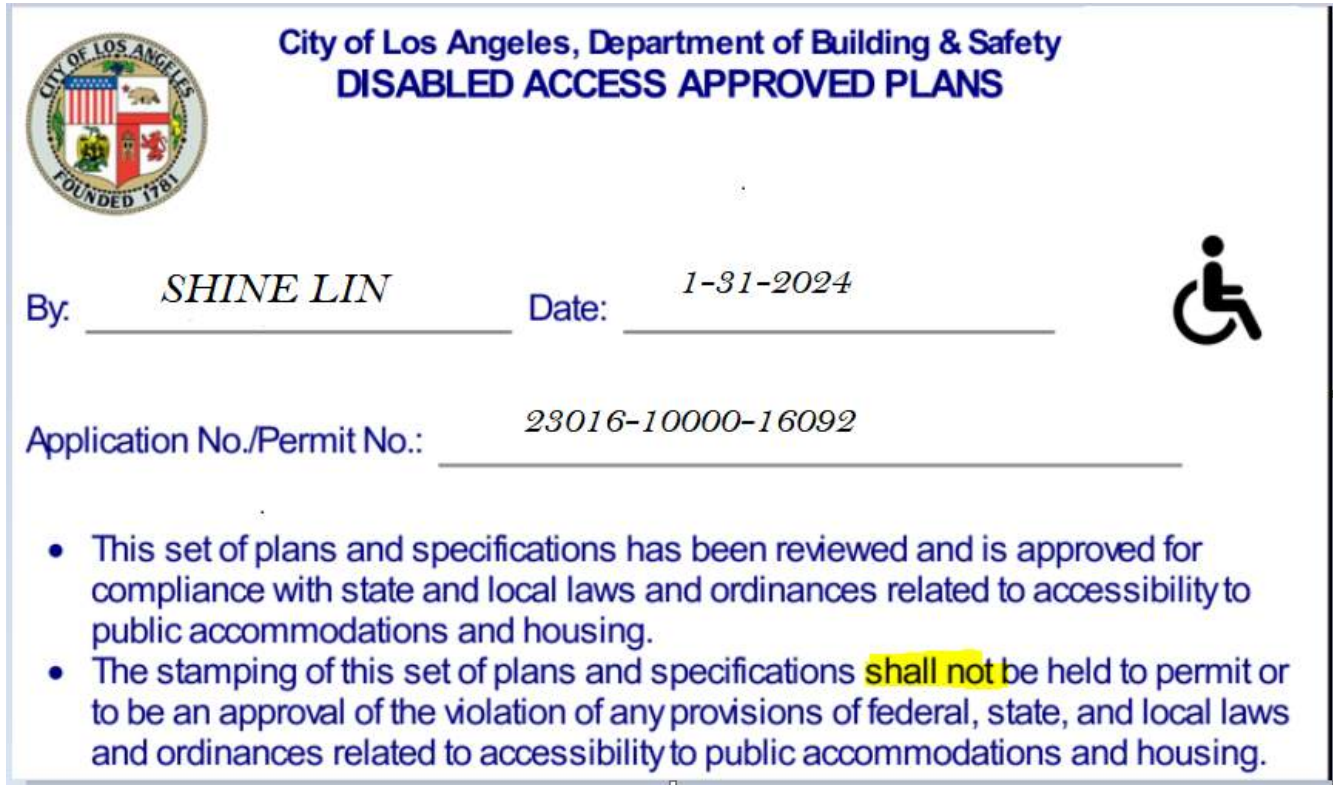 CITY OF LOS ANGELES
FOUNDED 1781
City of Los Angeles, Department of Building & Safety
DISABLED ACCESS APPROVED PLANS
By: SHINE LIN Date: 1-31-2024
Application No./Permit No.: 23016-10000-16092
• This set of plans and specifications has been reviewed and is approved for
compliance with state and local laws and ordinances related to accessibility to
public accommodations and housing.
• The stamping of this set of plans and specifications shall not be held to permit or
to be an approval of the violation of any provisions of federal, state, and local laws
and ordinances related to accessibility to public accommodations and housing.